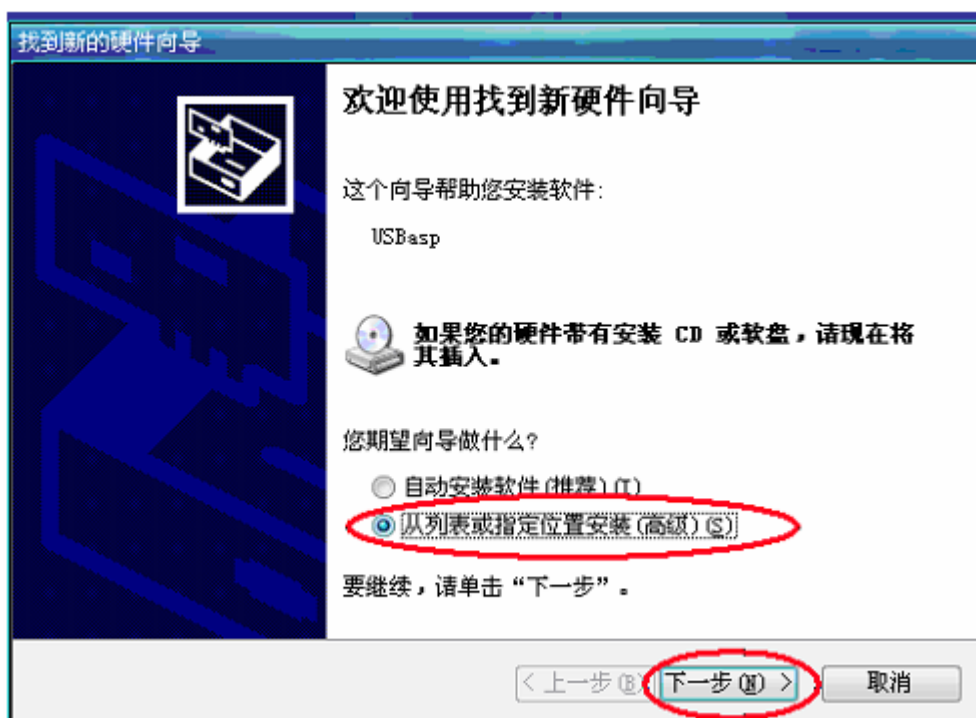 找到新的硬件向导
欢迎使用找到新硬件向导
这个向导帮助您安装软件:
USBasp
如果您的硬件带有安装 CD 或软盘，请现在将
其插入。
您期望向导做什么?
自动安装软件(推荐)(I)
从列表或指定位置安装(高级)(S)
要继续，请单击“下一步”。
< 上一步(B)
下一步(N) >
取消